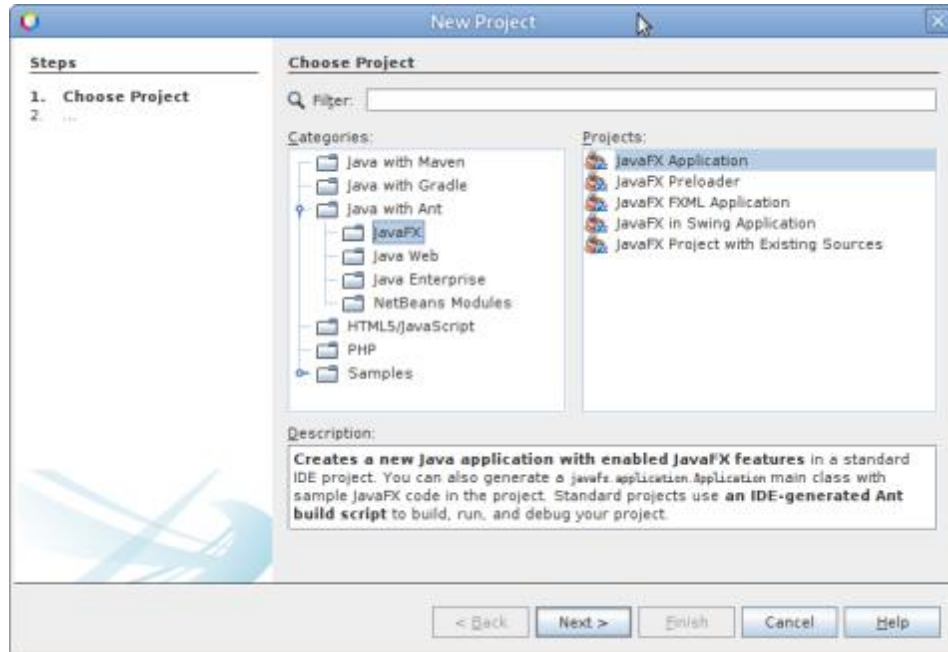 New Project
Steps
1. Choose Project
2. ...
Choose Project
Filter:
Categories:
Java with Maven
Java with Gradle
Java with Ant
JavaFX
Java Web
Java Enterprise
NetBeans Modules
HTML5/JavaScript
PHP
Samples
Projects:
JavaFX Application
JavaFX Preloader
JavaFX FXML Application
JavaFX in Swing Application
JavaFX Project with Existing Sources
Description:
Creates a new Java application with enabled JavaFX features in a standard
IDE project. You can also generate a javafx.application.Application main class with
sample JavaFX code in the project. Standard projects use an IDE-generated Ant
build script to build, run, and debug your project.
< Back
Next >
Finish
Cancel
Help